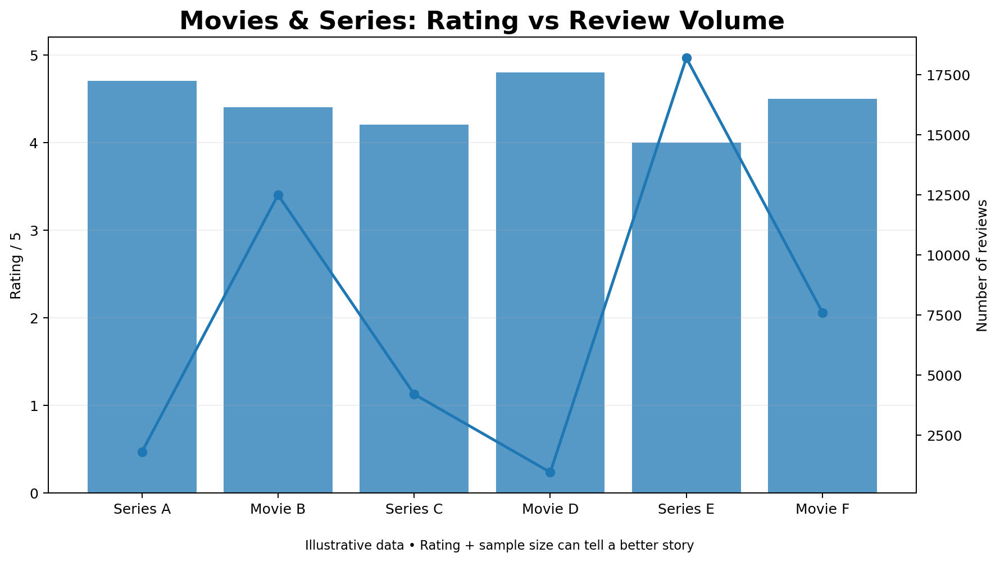 Movies & Series: Rating vs Review Volume
5
4
3
2
1
0
Rating / 5
17500
15000
12500
10000
7500
5000
2500
Number of reviews
Series A
Movie B
Series C
Movie D
Series E
Movie F
Illustrative data • Rating + sample size can tell a better story